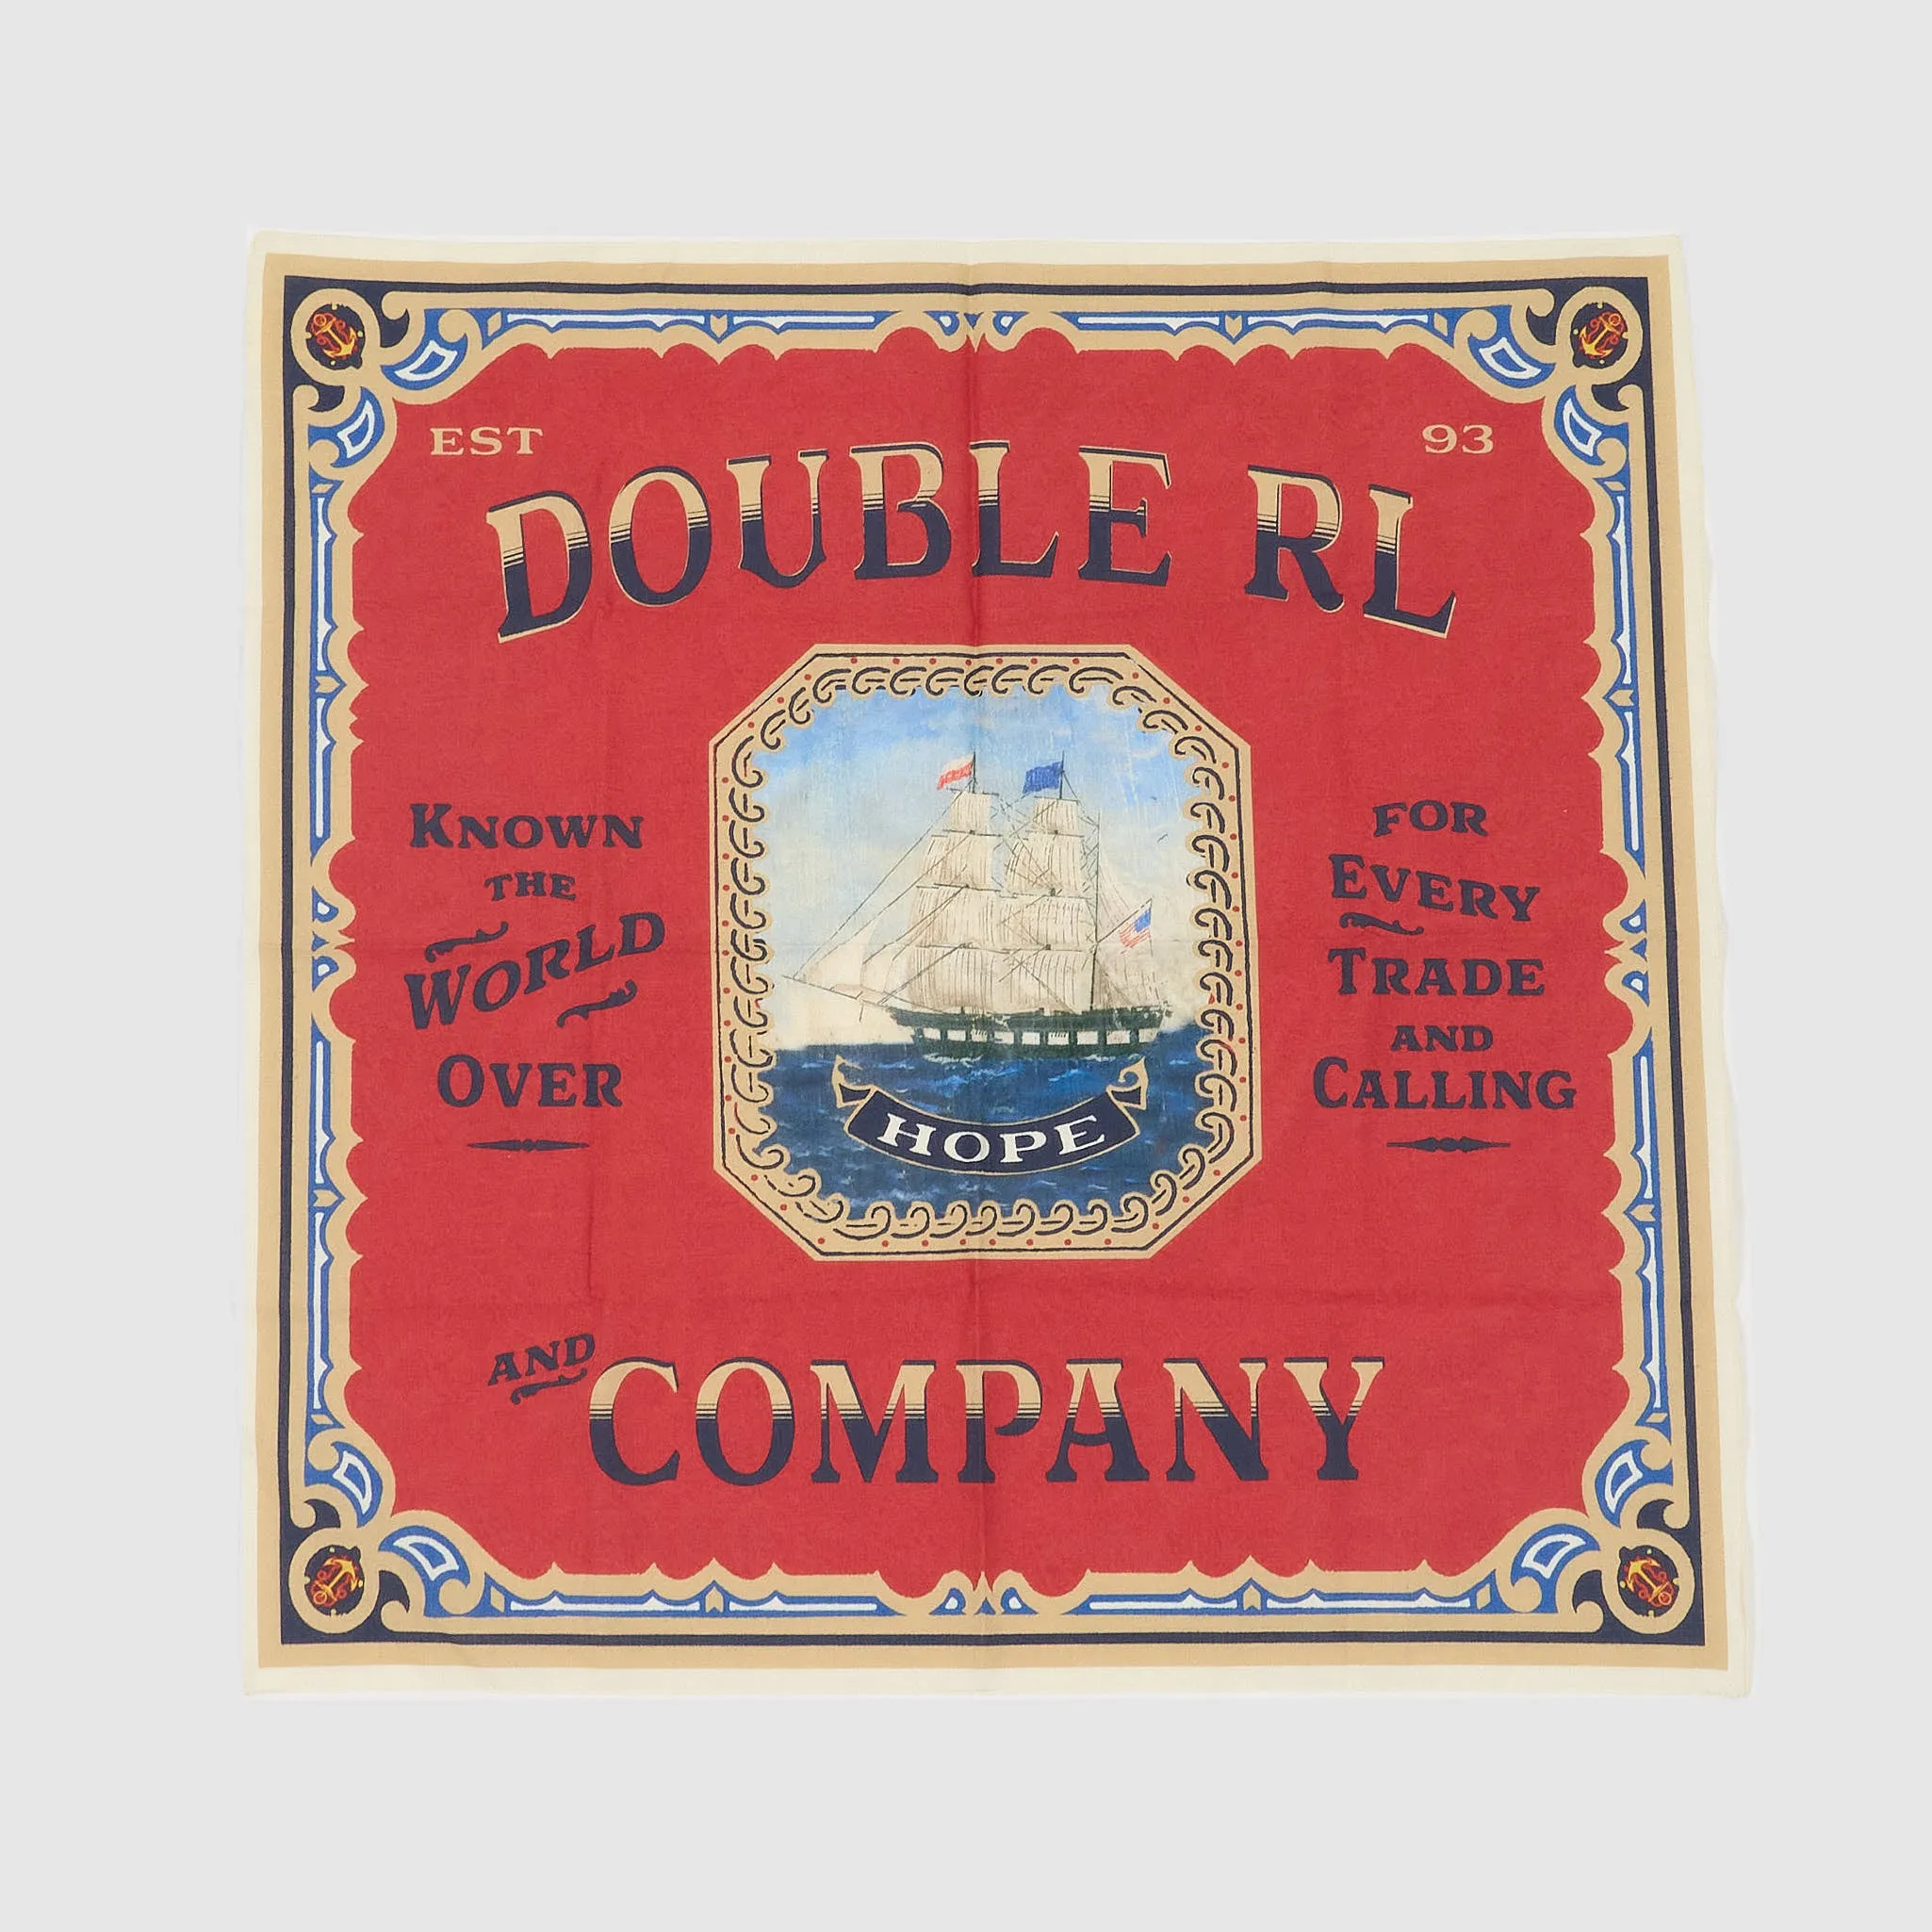 EST 93
DOUBLE RL
KNOWN
THE
WORLD
OVER
FOR
EVERY
TRADE
AND
CALLING
HOPE
AND COMPANY